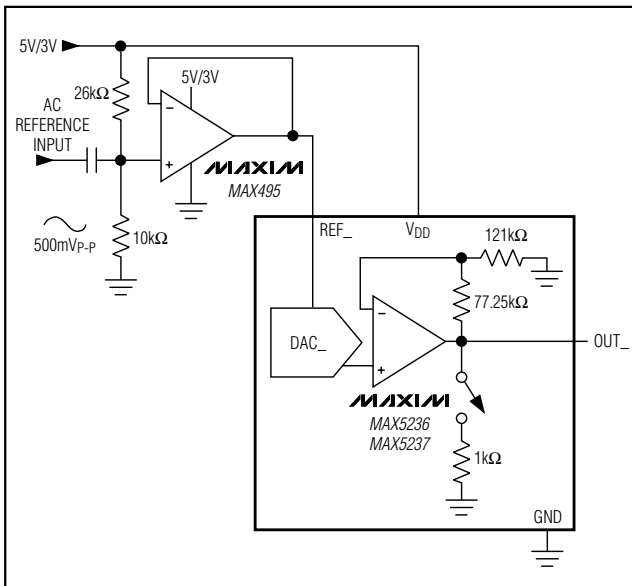 5V/3V
26kΩ
5V/3V
AC
REFERENCE
INPUT
–
+
MAXIM
MAX495
10kΩ
500mVP-P
REF_
VDD
121kΩ
77.25kΩ
–
DAC_
+
OUT_
MAXIM
MAX5236
MAX5237
1kΩ
GND